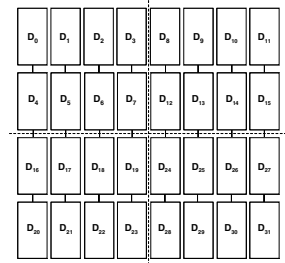 D₀ D₁ D₂ D₃ D₈ D₉ D₁₀ D₁₁
D₄ D₅ D₆ D₇ D₁₂ D₁₃ D₁₄ D₁₅
D₁₆ D₁₇ D₁₈ D₁₉ D₂₄ D₂₅ D₂₆ D₂₇
D₂₀ D₂₁ D₂₂ D₂₃ D₂₈ D₂₉ D₃₀ D₃₁